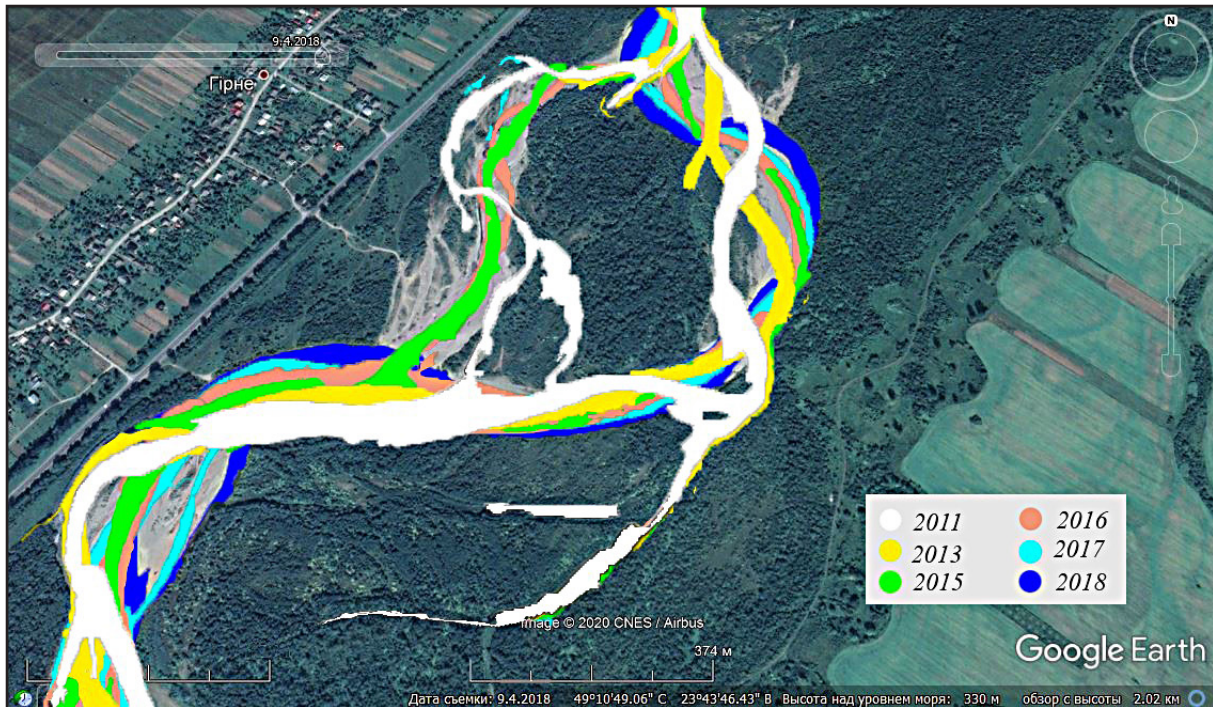 9.4.2018
Гірне
N
2011
2013
2015
2016
2017
2018
Image © 2020 CNES / Airbus
374 м
Google Earth
Дата съемки: 9.4.2018 49°10'49.06" С 23°43'46.43" В Высота над уровнем моря: 330 м обзор с высоты 2.02 км